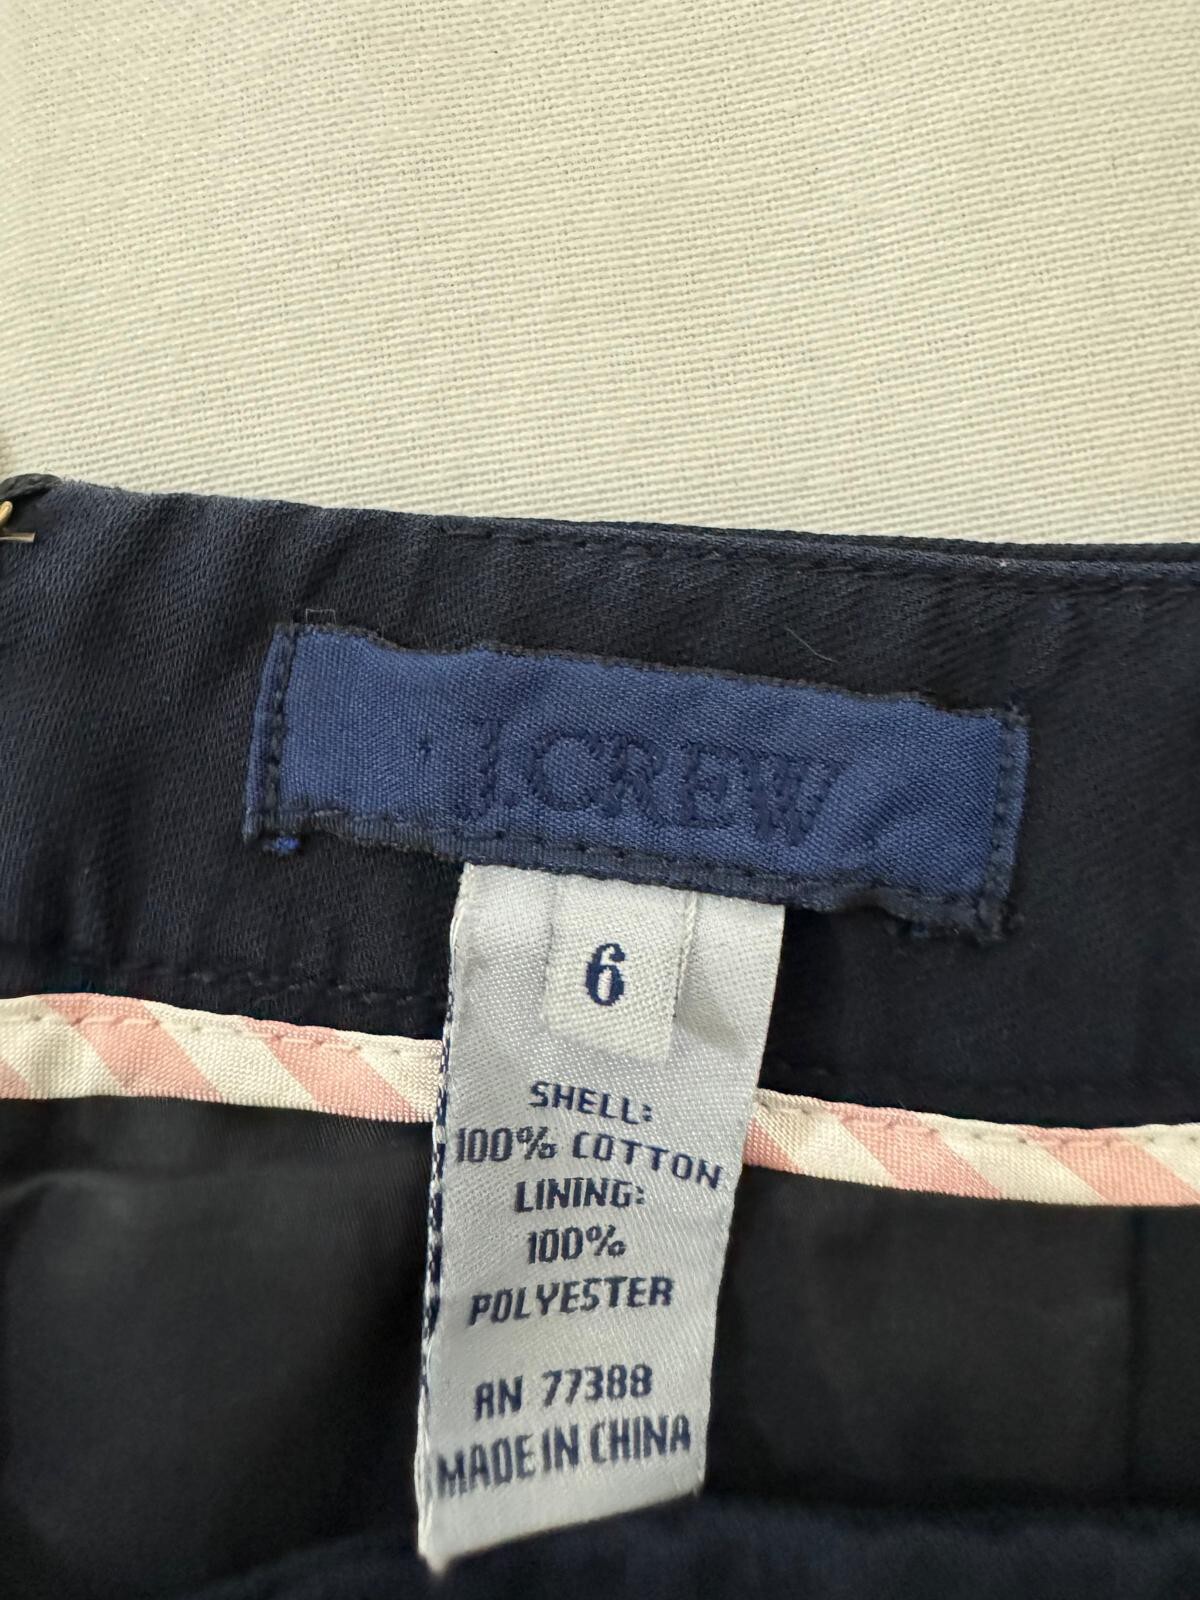 J.CREW
6
SHELL:
100% COTTON
LINING:
100%
POLYESTER
RN 77388
MADE IN CHINA